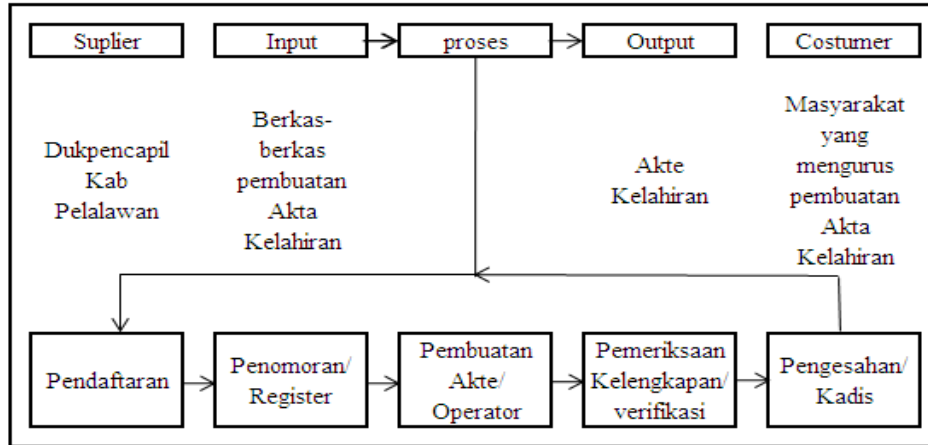 Suplier
Input
proses
Output
Costumer
Dukpencapil
Kab
Pelalawan
Berkas-
berkas
pembuatan
Akta
Kelahiran
Akte
Kelahiran
Masyarakat
yang
mengurus
pembuatan
Akta
Kelahiran
Pendaftaran
Penomoran/
Register
Pembuatan
Akte/
Operator
Pemeriksaan
Kelengkapan/
verifikasi
Pengesahan/
Kadis